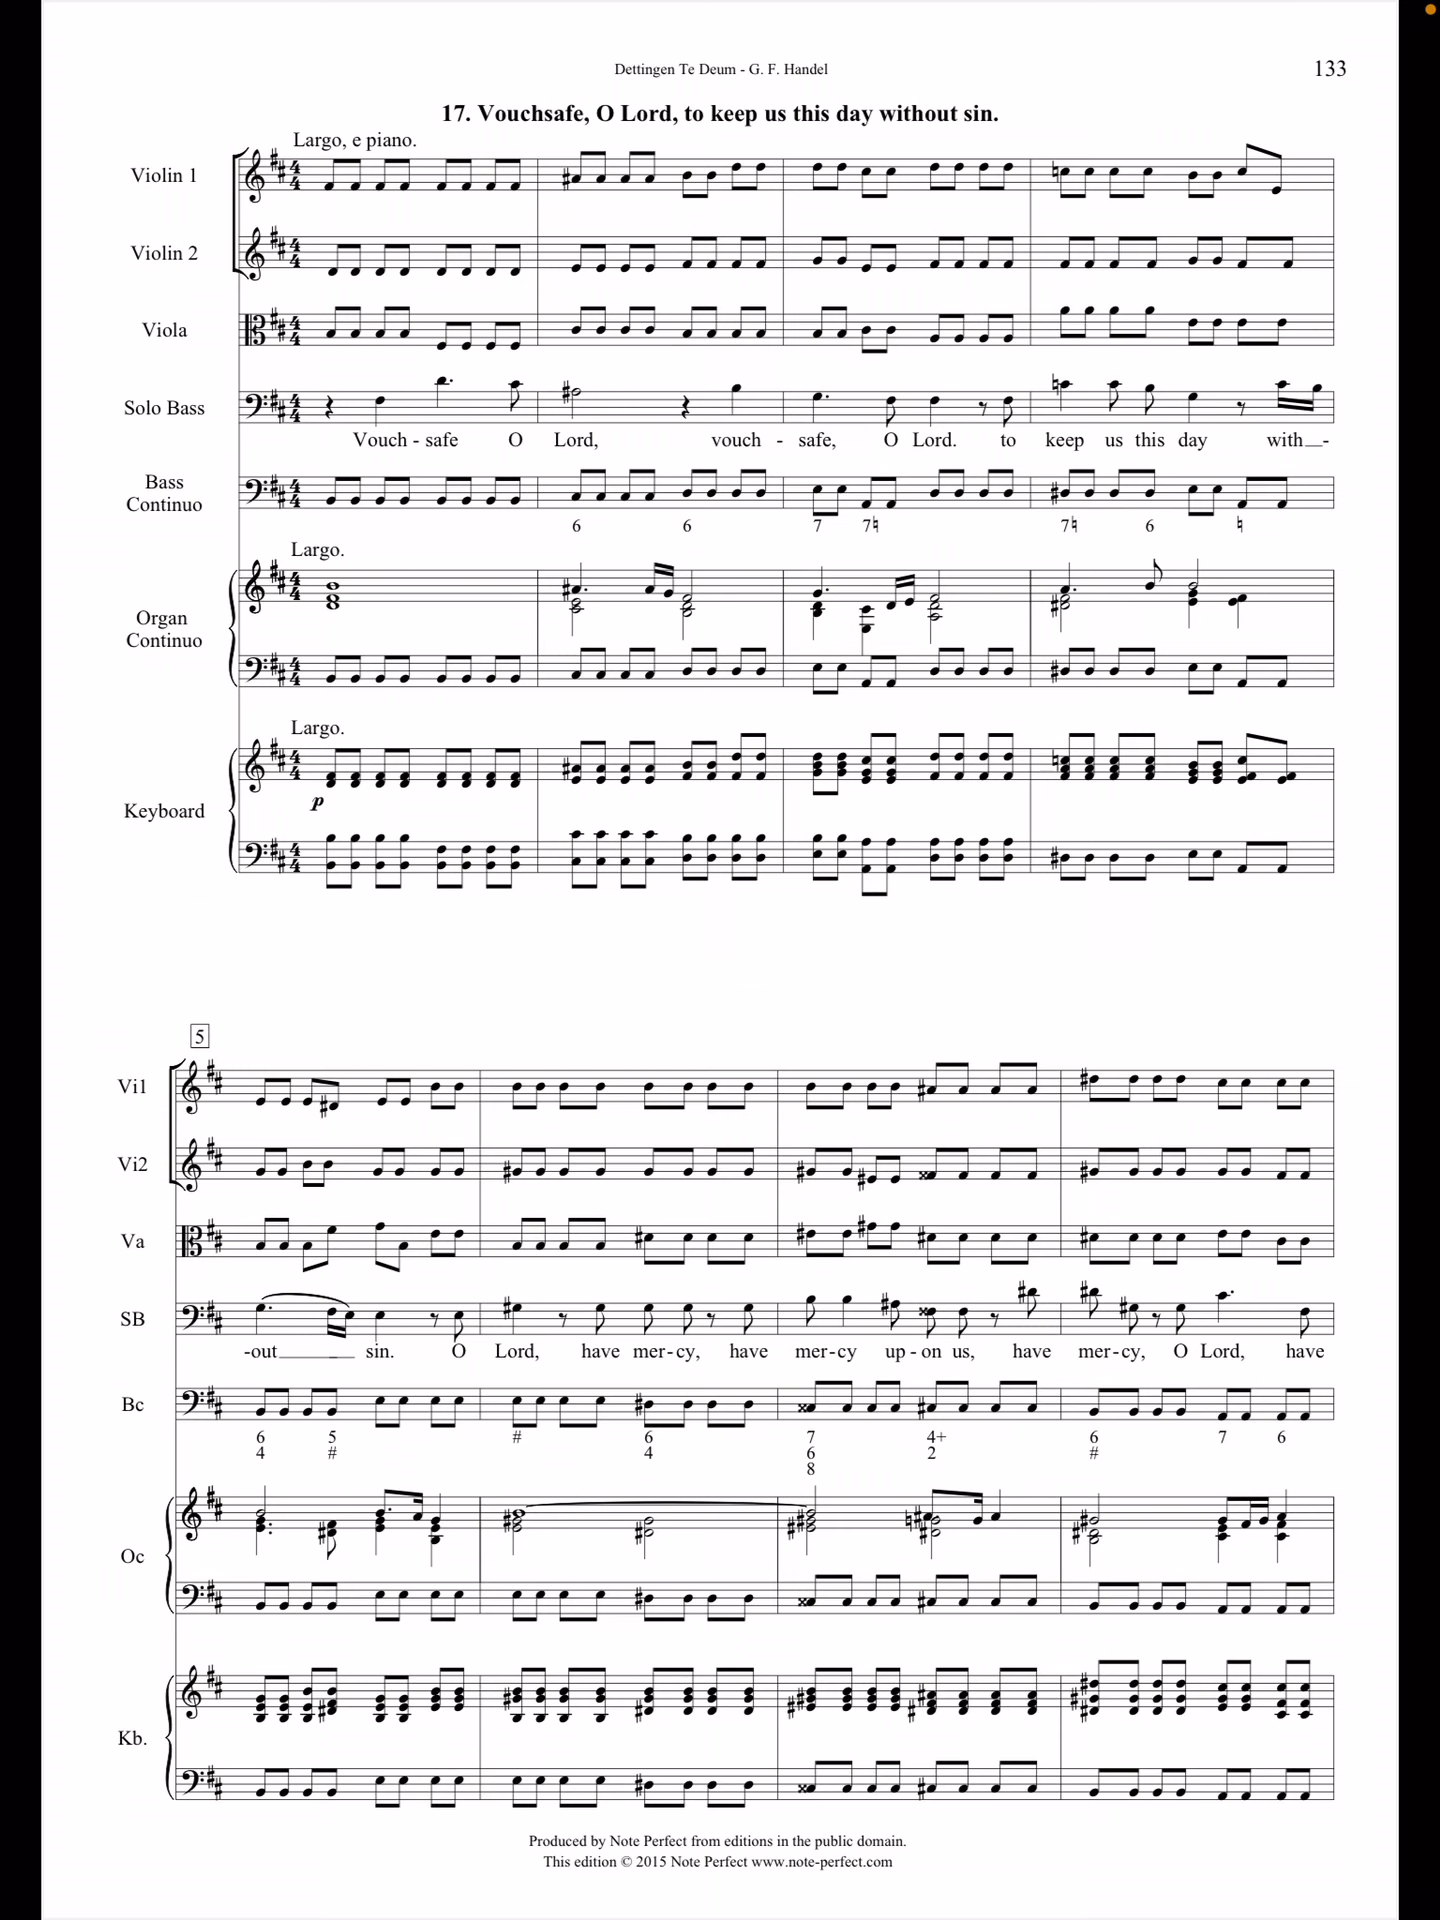 Dettingen Te Deum - G. F. Handel
133
17. Vouchsafe, O Lord, to keep us this day without sin.
Largo, e piano.
Violin 1
Violin 2
Viola
Solo Bass
Vouch - safe O Lord, vouch - safe, O Lord. to keep us this day with -
Bass
Continuo
6 6 7 7♮ 7♮ 6 ♮
Largo.
Organ
Continuo
Largo.
p
Keyboard
5
Vi1
Vi2
Va
SB
-out _ sin. O Lord, have mer-cy, have mer-cy up-on us, have mer-cy, O Lord, have
Bc
6 5 # 6 7 4+ 6 7 6
4 # 4 6 2 #
8
Oc
Kb.
Produced by Note Perfect from editions in the public domain.
This edition © 2015 Note Perfect www.note-perfect.com